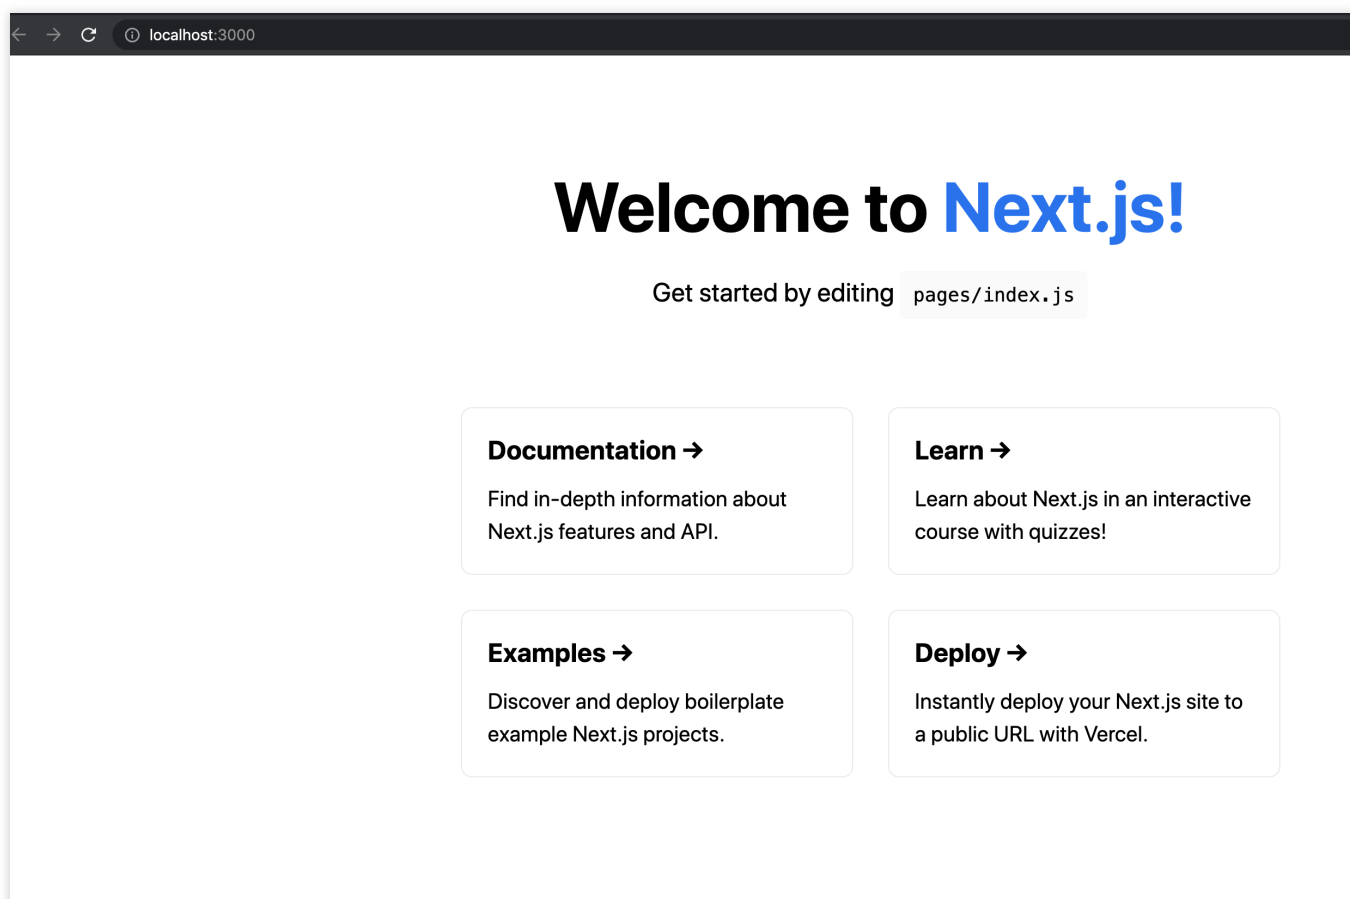 localhost:3000
Welcome to Next.js!
Get started by editing pages/index.js
Documentation →
Find in-depth information about
Next.js features and API.
Learn →
Learn about Next.js in an interactive
course with quizzes!
Examples →
Discover and deploy boilerplate
example Next.js projects.
Deploy →
Instantly deploy your Next.js site to
a public URL with Vercel.